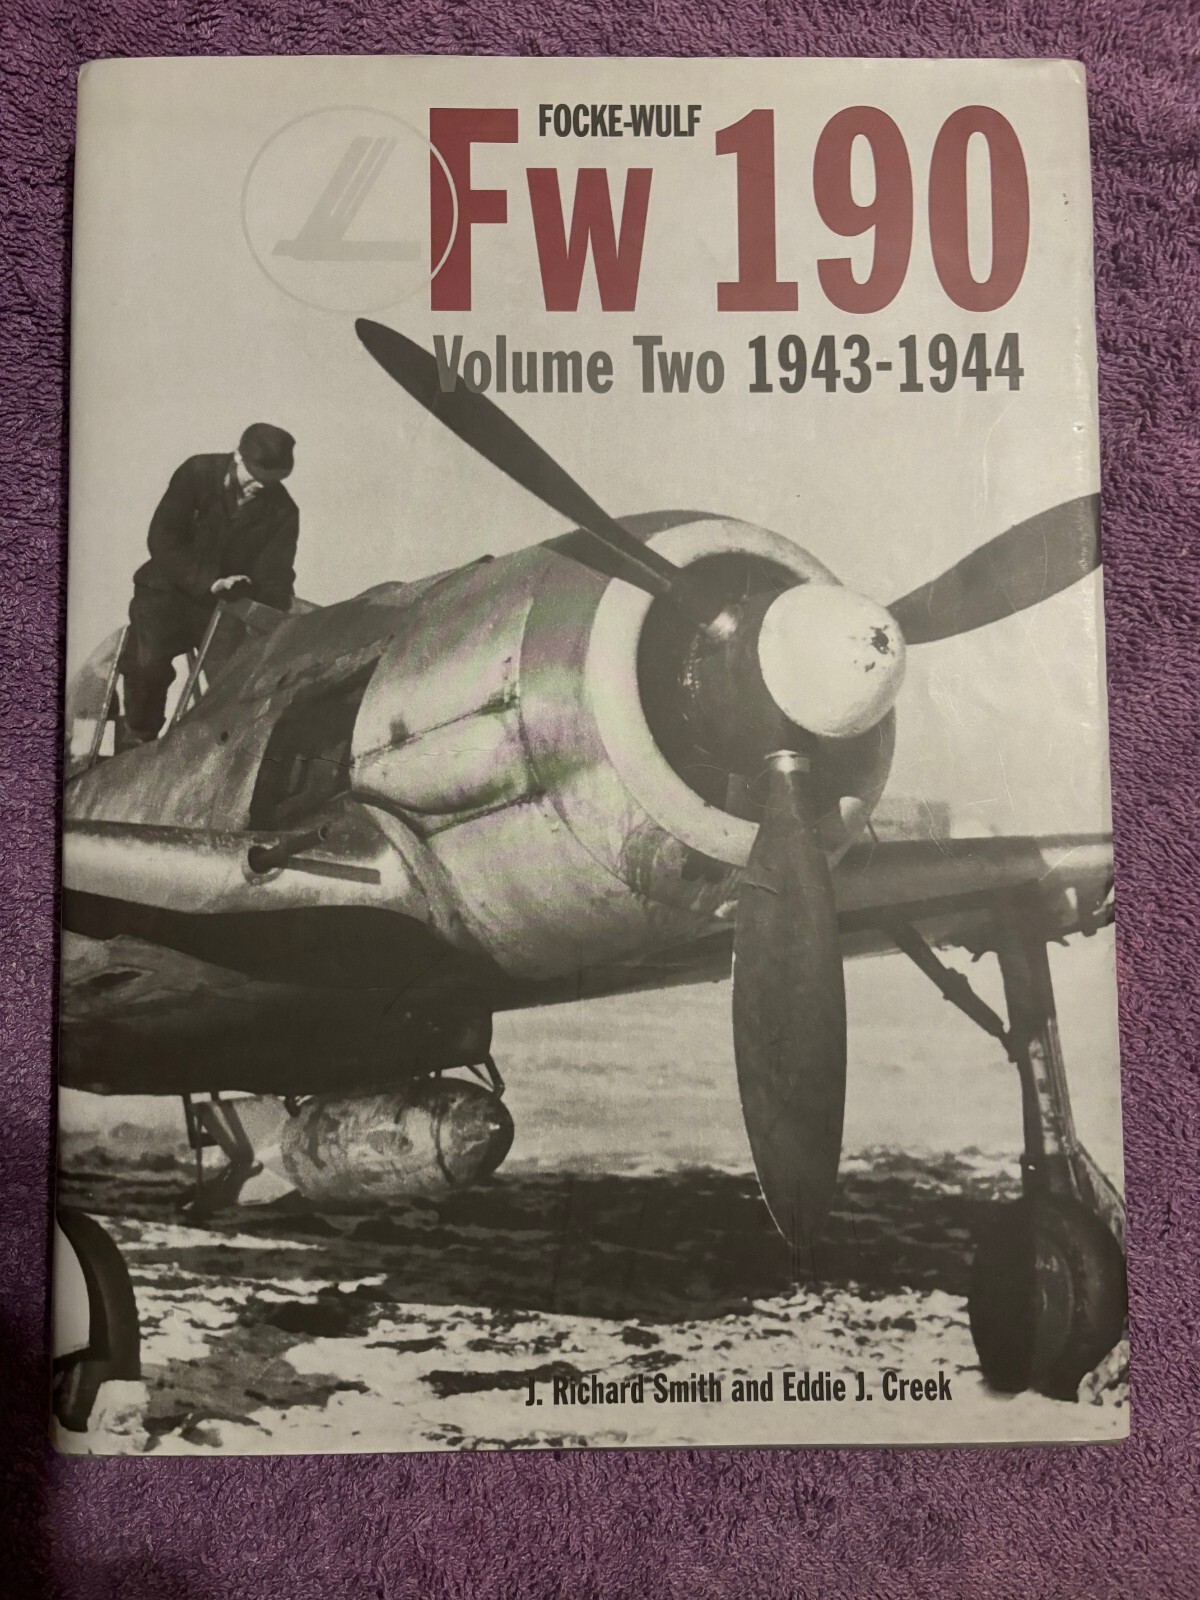 FOCKE-WULF
Fw 190
Volume Two 1943-1944
J. Richard Smith and Eddie J. Creek